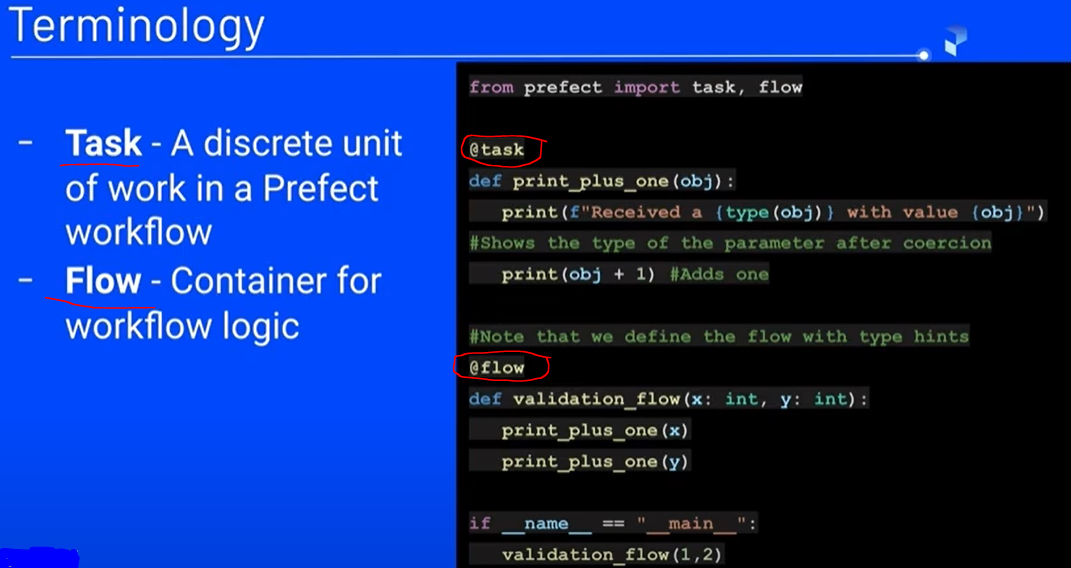 Terminology
- Task - A discrete unit
of work in a Prefect
workflow
- Flow - Container for
workflow logic
from prefect import task, flow
@task
def print_plus_one(obj):
print(f"Received a {type(obj)} with value {obj}")
#Shows the type of the parameter after coercion
print(obj + 1) #Adds one
#Note that we define the flow with type hints
@flow
def validation_flow(x: int, y: int):
print_plus_one(x)
print_plus_one(y)
if __name__ == "__main__":
validation_flow(1,2)